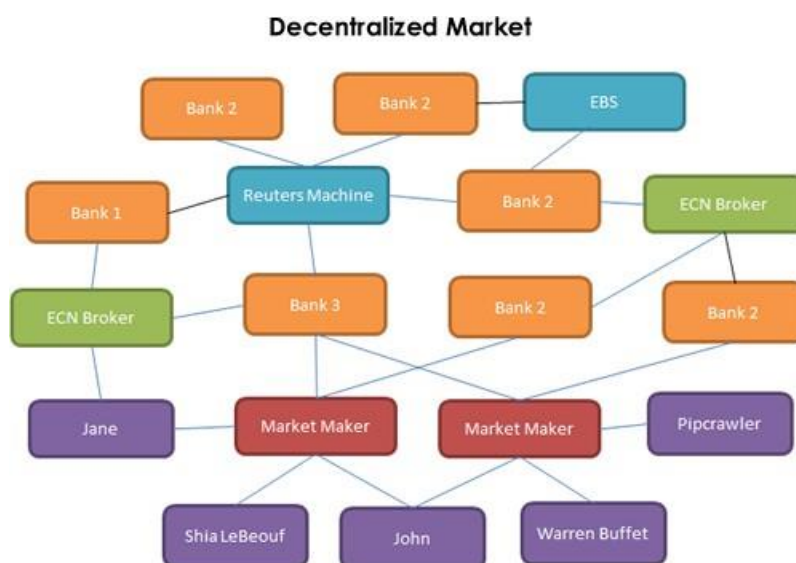 Decentralized Market
Bank 2
Bank 2
EBS
Bank 1
Reuters Machine
Bank 2
ECN Broker
ECN Broker
Bank 3
Bank 2
Bank 2
Jane
Market Maker
Market Maker
Pipcrawler
Shia LeBeouf
John
Warren Buffet